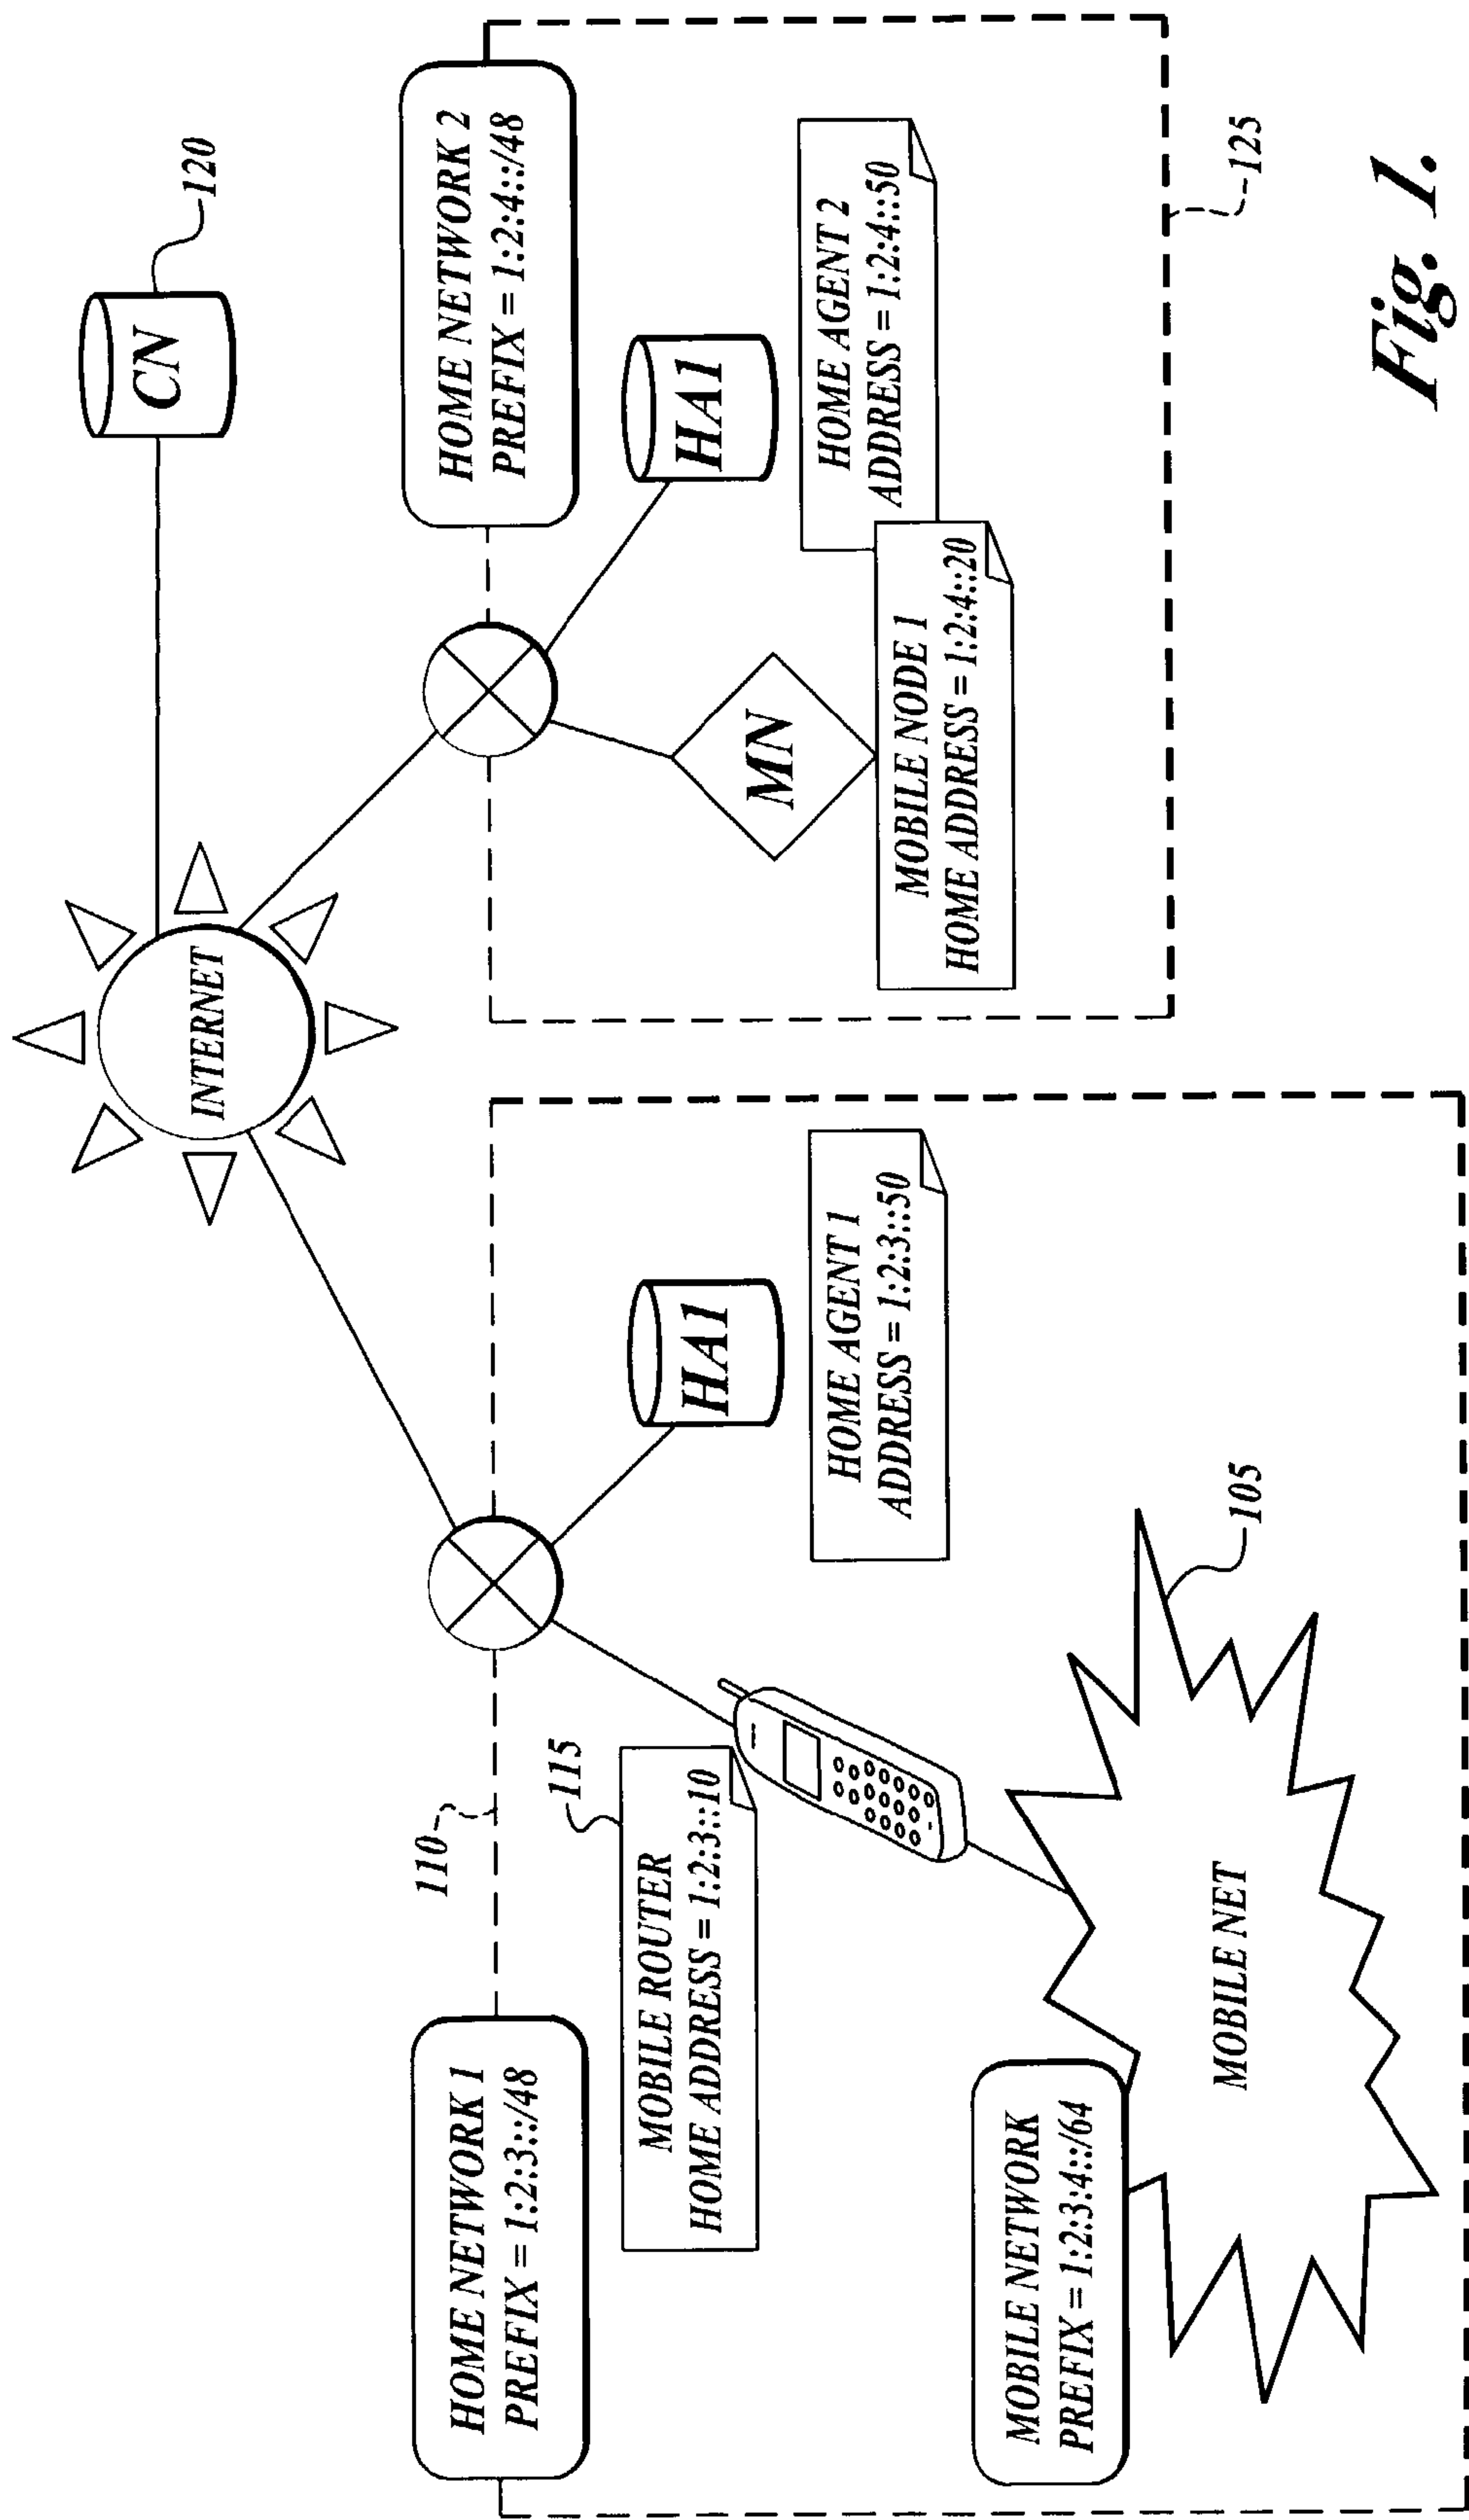 INTERNET
CN
120
HOME NETWORK 1
PREFIX = 1:2:3::/48
110
HOME NETWORK 2
PREFIX = 1:2:4::/48
115
MOBILE ROUTER
HOME ADDRESS = 1:2:3::10
HA1
HOME AGENT 1
ADDRESS = 1:2:3::50
MN
HA1
HOME AGENT 2
ADDRESS = 1:2:4::50
MOBILE NODE 1
HOME ADDRESS = 1:2:4::20
MOBILE NETWORK
PREFIX = 1:2:3:4::/64
MOBILE NET
105
125
Fig. 1.